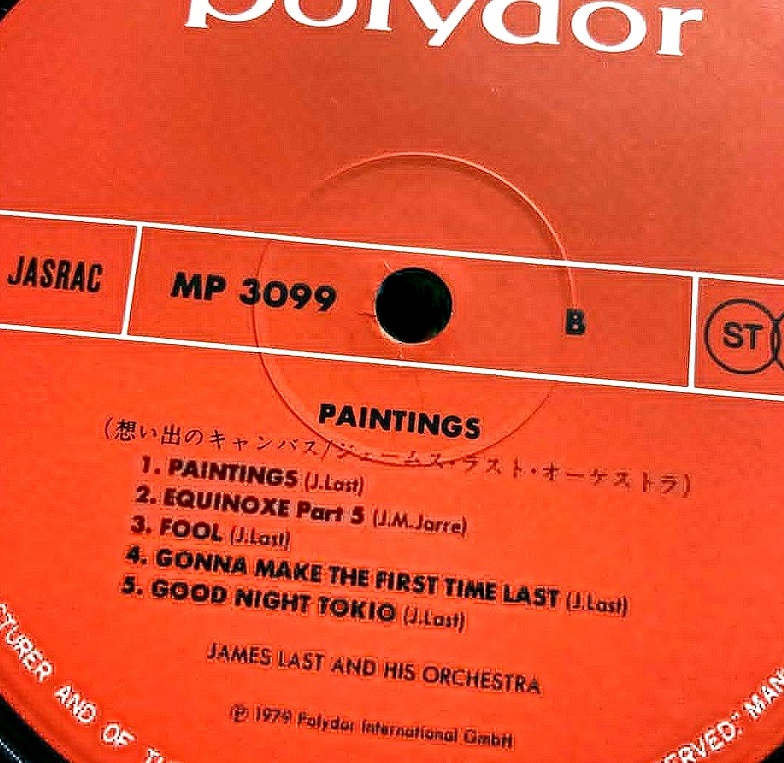 polydor
JASRAC
MP 3099
B
ST
PAINTINGS
(想い出のキャンバス/ジェームス・ラスト・オーケストラ)
1. PAINTINGS (J.Last)
2. EQUINOXE Part 5 (J.M.Jarre)
3. FOOL (J.Last)
4. GONNA MAKE THE FIRST TIME LAST (J.Last)
5. GOOD NIGHT TOKIO (J.Last)
JAMES LAST AND HIS ORCHESTRA
℗ 1979 Polydor International GmbH
CTURER AND OF
ERVED; MAN